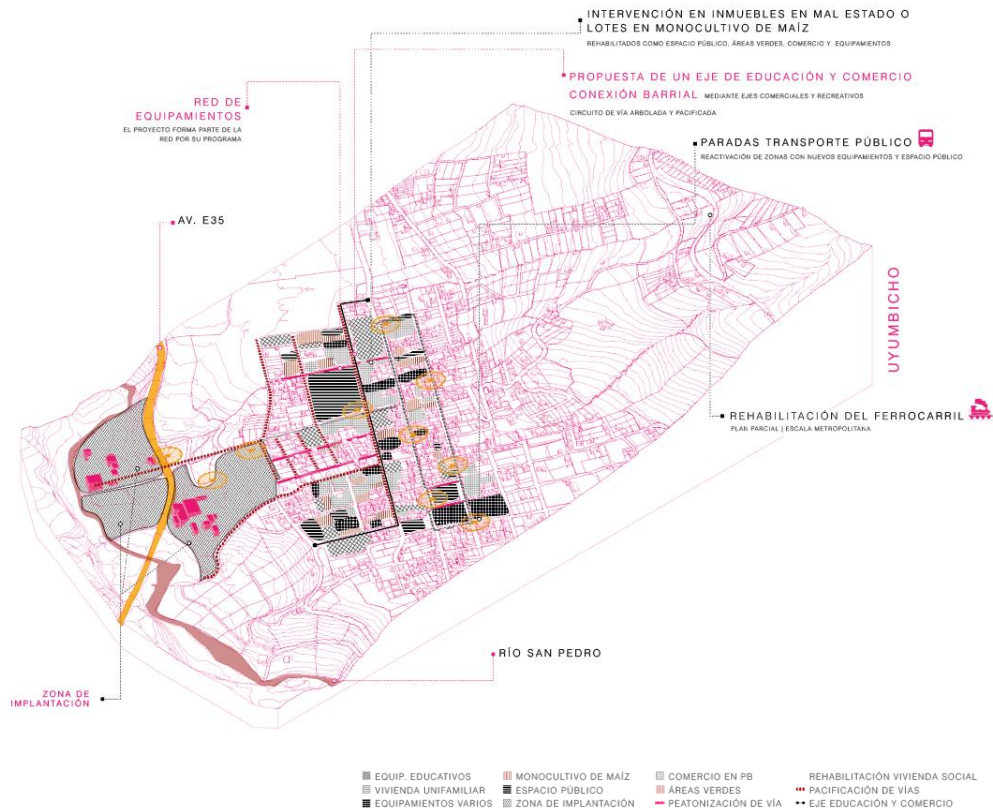 INTERVENCIÓN EN INMUEBLES EN MAL ESTADO O
LOTES EN MONOCULTIVO DE MAÍZ
REHABILITADOS COMO ESPACIO PÚBLICO, ÁREAS VERDES, COMERCIO Y EQUIPAMIENTOS
PROPUESTA DE UN EJE DE EDUCACIÓN Y COMERCIO
CONEXIÓN BARRIAL MEDIANTE EJES COMERCIALES Y RECREATIVOS
CIRCUITO DE VÍA ARBOLADA Y PACIFICADA
RED DE
EQUIPAMIENTOS
EL PROYECTO FORMA PARTE DE LA
RED POR SU PROGRAMA
PARADAS TRANSPORTE PÚBLICO
REACTIVACIÓN DE ZONAS CON NUEVOS EQUIPAMIENTOS Y ESPACIO PÚBLICO
AV. E35
UYUMBICHO
REHABILITACIÓN DEL FERROCARRIL
PLAN PARCIAL | ESCALA METROPOLITANA
RÍO SAN PEDRO
ZONA DE
IMPLANTACIÓN
EQUIP. EDUCATIVOS
VIVIENDA UNIFAMILIAR
EQUIPAMIENTOS VARIOS
MONOCULTIVO DE MAÍZ
ESPACIO PÚBLICO
ZONA DE IMPLANTACIÓN
COMERCIO EN PB
ÁREAS VERDES
PEATONIZACIÓN DE VÍA
REHABILITACIÓN VIVIENDA SOCIAL
PACIFICACIÓN DE VÍAS
EJE EDUCACIÓN Y COMERCIO